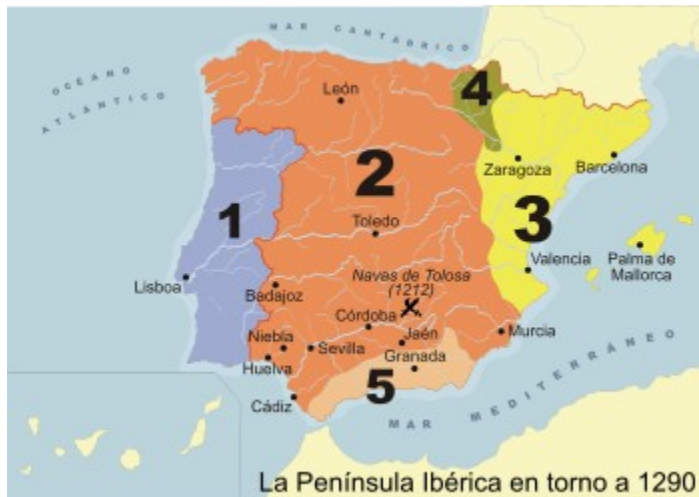 MAR CANTÁBRICO
OCÉANO
ATLÁNTICO
León
4
2
Zaragoza
Barcelona
1
3
Toledo
Valencia
Palma de
Mallorca
Lisboa
Badajoz
Navas de Tolosa
(1212)
Córdoba
Jaén
Murcia
Niebla
Sevilla
Granada
Huelva
5
Cádiz
MAR MEDITERRÁNEO
La Península Ibérica en torno a 1290